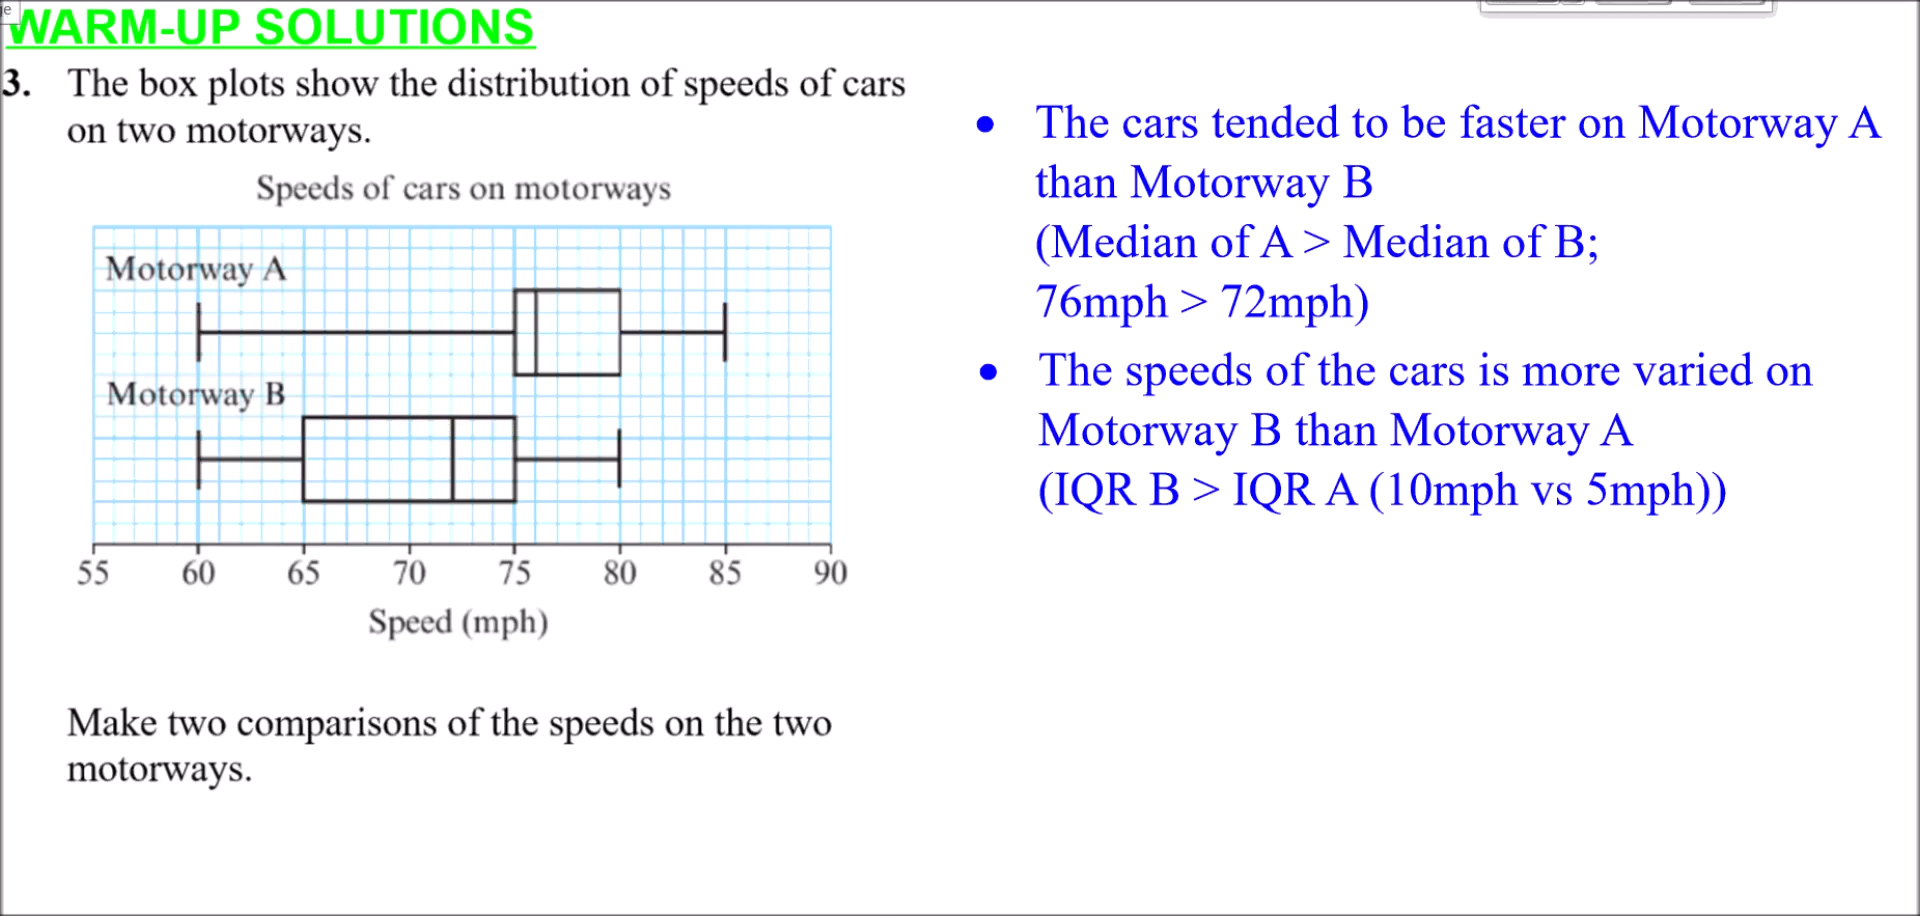 je
WARM-UP SOLUTIONS
3. The box plots show the distribution of speeds of cars
on two motorways.
Speeds of cars on motorways
Motorway A
Motorway B
55 60 65 70 75 80 85 90
Speed (mph)
Make two comparisons of the speeds on the two
motorways.
• The cars tended to be faster on Motorway A
than Motorway B
(Median of A > Median of B;
76mph > 72mph)
• The speeds of the cars is more varied on
Motorway B than Motorway A
(IQR B > IQR A (10mph vs 5mph))